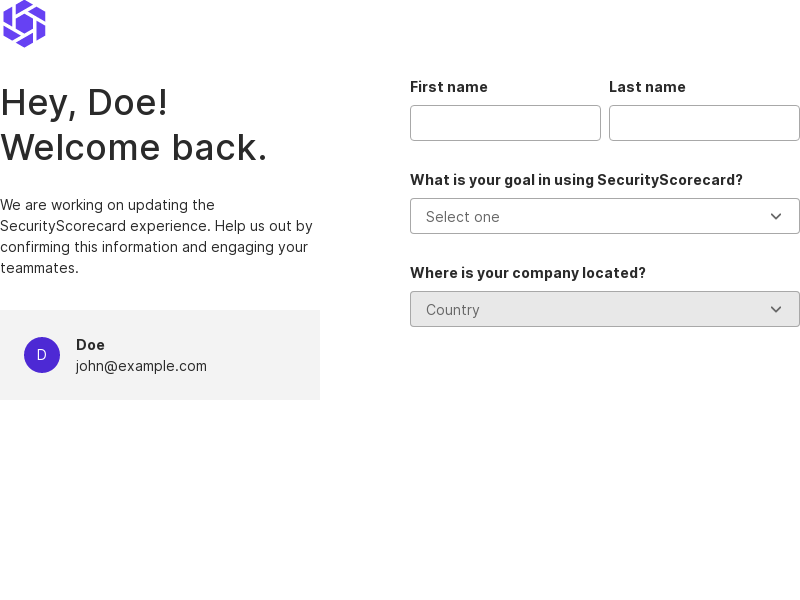 Hey, Doe!
Welcome back.
We are working on updating the
SecurityScorecard experience. Help us out by
confirming this information and engaging your
teammates.
D
Doe
john@example.com
First name
Last name
What is your goal in using SecurityScorecard?
Select one
Where is your company located?
Country